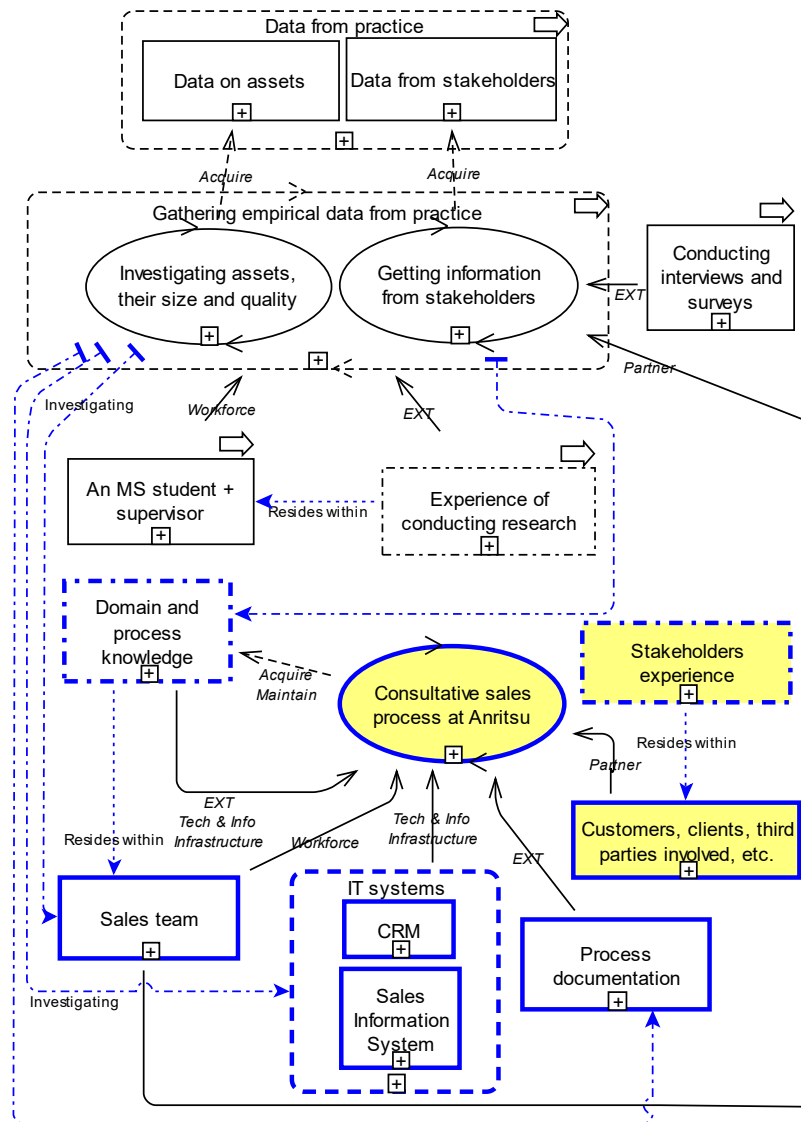 Data from practice
Data on assets
Data from stakeholders
+
+
+
Acquire
Acquire
Gathering empirical data from practice
Investigating assets,
their size and quality
+
Getting information
from stakeholders
+
Conducting
interviews and
surveys
+
EXT
+
Partner
Investigating
Workforce
EXT
An MS student +
supervisor
+
Resides within
Experience of
conducting research
+
Domain and
process
knowledge
+
Stakeholders
experience
+
Acquire
Maintain
Consultative sales
process at Anritsu
+
Resides within
Partner
EXT
Tech & Info
Infrastructure
Workforce
Tech & Info
Infrastructure
EXT
Resides within
Customers, clients, third
parties involved, etc.
+
Sales team
+
IT systems
CRM
+
Sales
Information
System
+
+
Process
documentation
+
Investigating